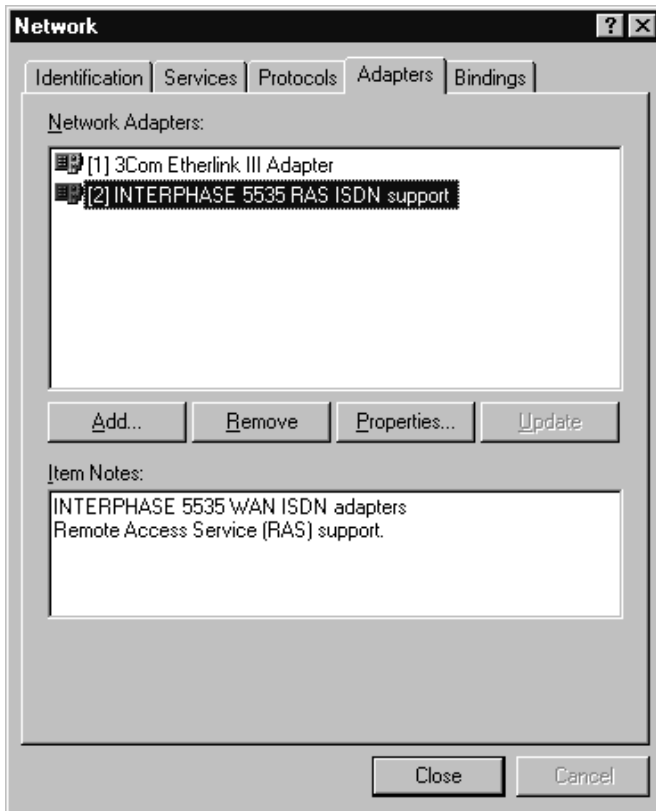 Network
Identification Services Protocols Adapters Bindings
Network Adapters:
[1] 3Com Etherlink III Adapter
[2] INTERPHASE 5535 RAS ISDN support
Add... Remove Properties... Update
Item Notes:
INTERPHASE 5535 WAN ISDN adapters
Remote Access Service (RAS) support.
Close Cancel